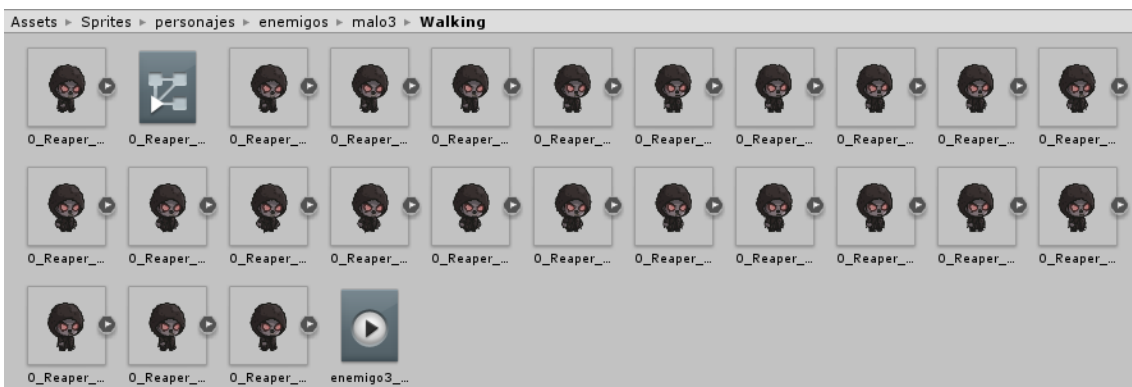 Assets ▸ Sprites ▸ personajes ▸ enemigos ▸ malo3 ▸ Walking
0_Reaper_... 0_Reaper_... 0_Reaper_... 0_Reaper_... 0_Reaper_... 0_Reaper_... 0_Reaper_... 0_Reaper_... 0_Reaper_... 0_Reaper_... 0_Reaper_...
0_Reaper_... 0_Reaper_... 0_Reaper_... 0_Reaper_... 0_Reaper_... 0_Reaper_... 0_Reaper_... 0_Reaper_... 0_Reaper_... 0_Reaper_... 0_Reaper_...
0_Reaper_... 0_Reaper_... 0_Reaper_... enemigo3_...